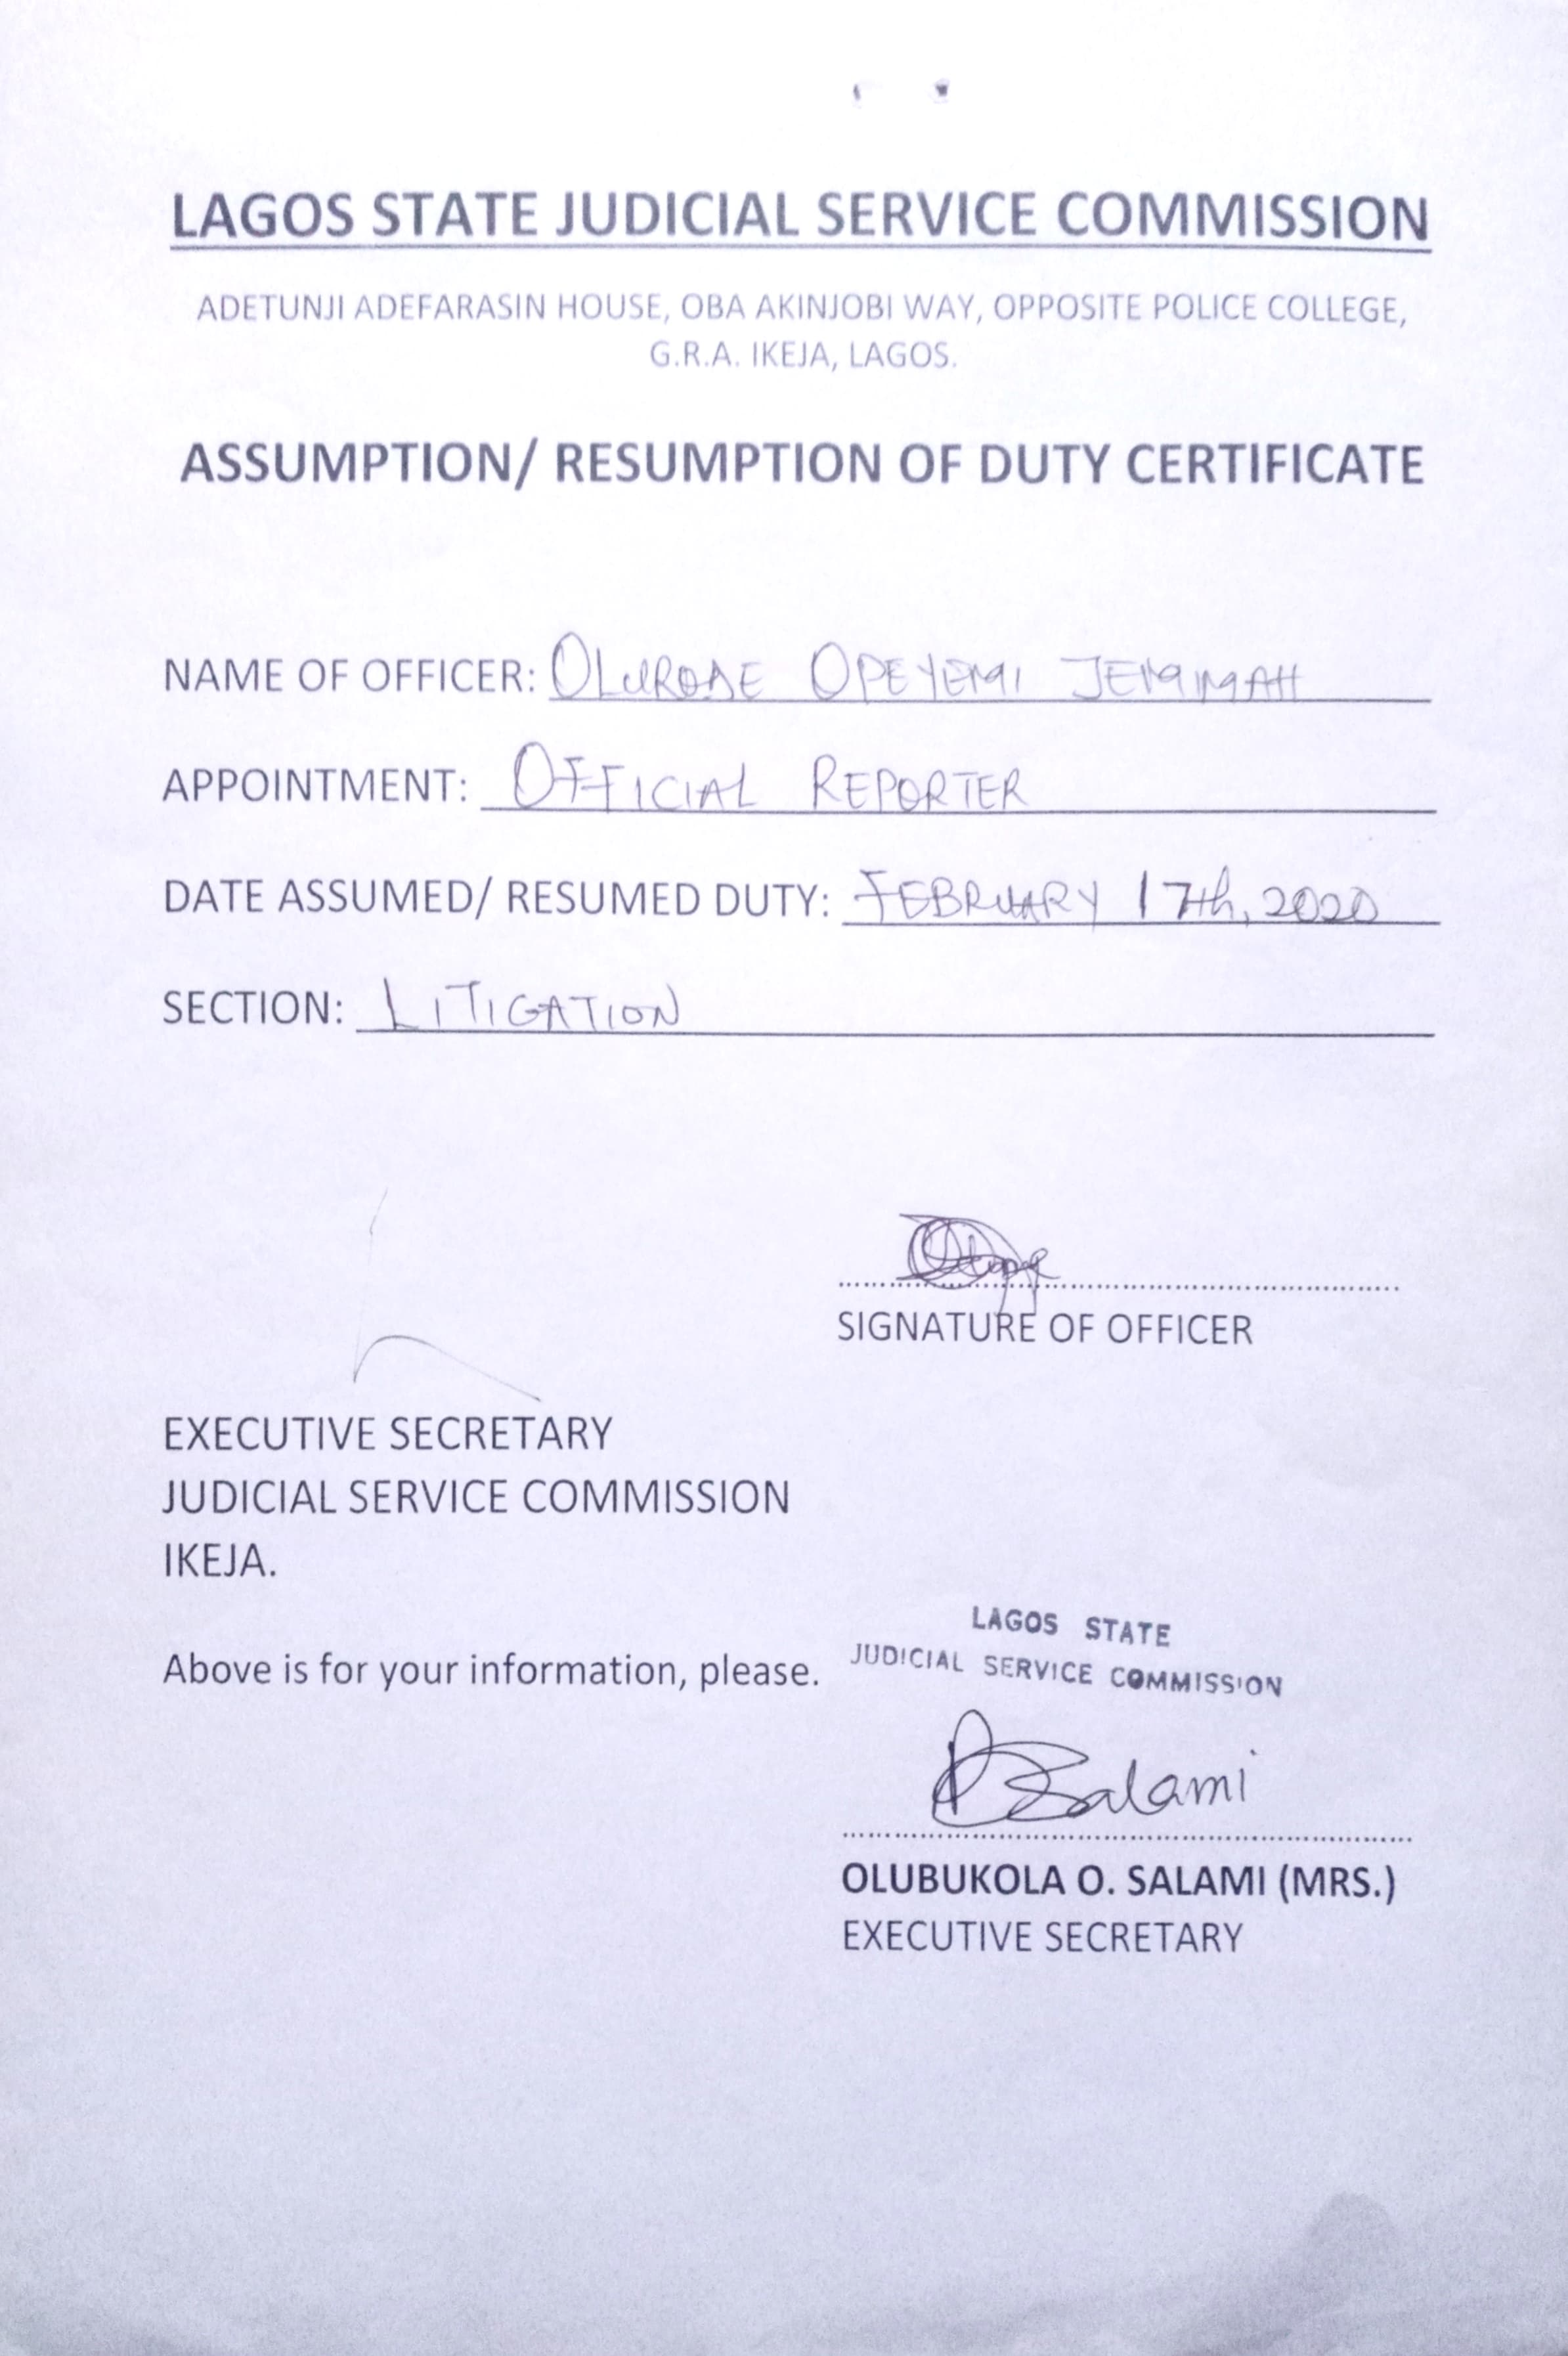 LAGOS STATE JUDICIAL SERVICE COMMISSION
ADETUNJI ADEFARASIN HOUSE, OBA AKINJOBI WAY, OPPOSITE POLICE COLLEGE,
G.R.A. IKEJA, LAGOS.
ASSUMPTION/ RESUMPTION OF DUTY CERTIFICATE
NAME OF OFFICER: OLURODE OPEYEMI JEMIMAH
APPOINTMENT: OFFICIAL REPORTER
DATE ASSUMED/ RESUMED DUTY: FEBRUARY 17th, 2020
SECTION: LITIGATION
SIGNATURE OF OFFICER
EXECUTIVE SECRETARY
JUDICIAL SERVICE COMMISSION
IKEJA.
Above is for your information, please.
LAGOS STATE
JUDICIAL SERVICE COMMISSION
Salami
OLUBUKOLA O. SALAMI (MRS.)
EXECUTIVE SECRETARY